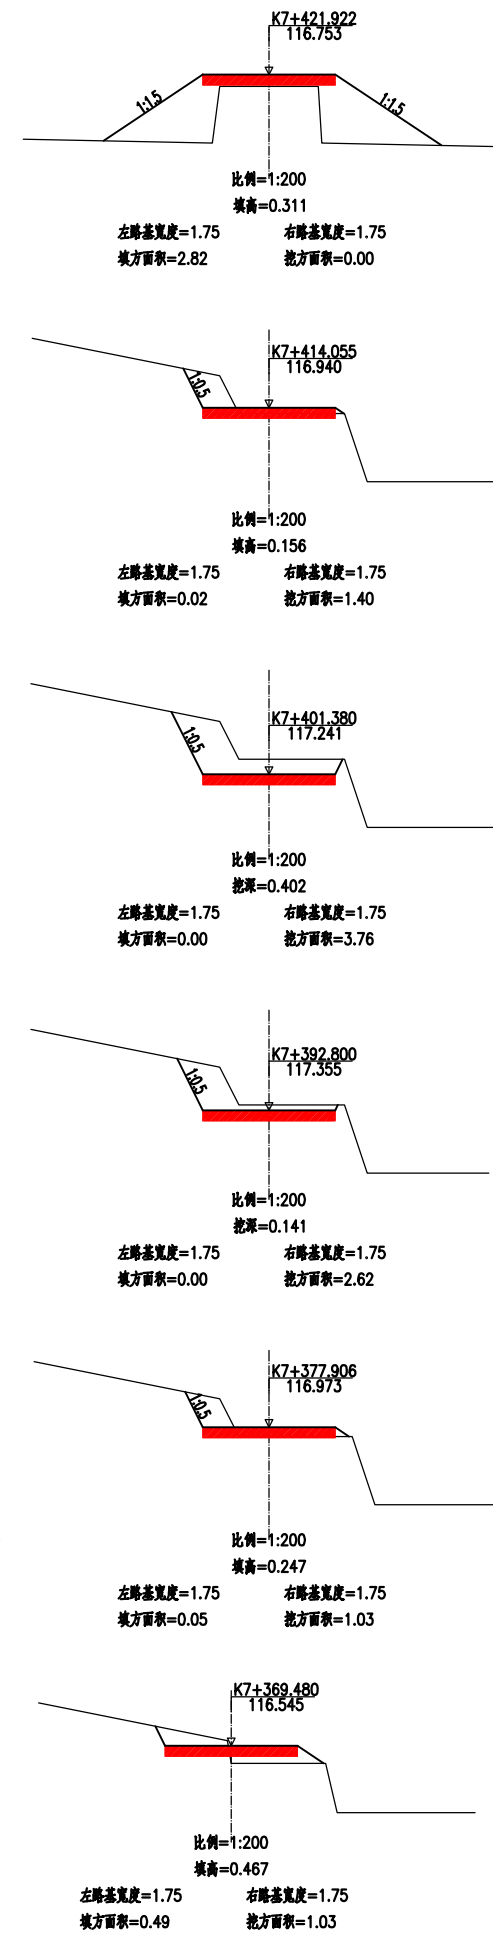 K7+421.922
116.753
1:1.5 1:1.5
比例=1:200
填高=0.311
左路基宽度=1.75 右路基宽度=1.75
填方面积=2.82 挖方面积=0.00
K7+414.055
116.940
1:0.5
比例=1:200
填高=0.156
左路基宽度=1.75 右路基宽度=1.75
填方面积=0.02 挖方面积=1.40
K7+401.380
117.241
1:0.5
比例=1:200
挖深=0.402
左路基宽度=1.75 右路基宽度=1.75
填方面积=0.00 挖方面积=3.76
K7+392.800
117.355
1:0.5
比例=1:200
挖深=0.141
左路基宽度=1.75 右路基宽度=1.75
填方面积=0.00 挖方面积=2.62
K7+377.906
116.973
1:0.5
比例=1:200
填高=0.247
左路基宽度=1.75 右路基宽度=1.75
填方面积=0.05 挖方面积=1.03
K7+369.480
116.545
比例=1:200
填高=0.467
左路基宽度=1.75 右路基宽度=1.75
填方面积=0.49 挖方面积=1.03